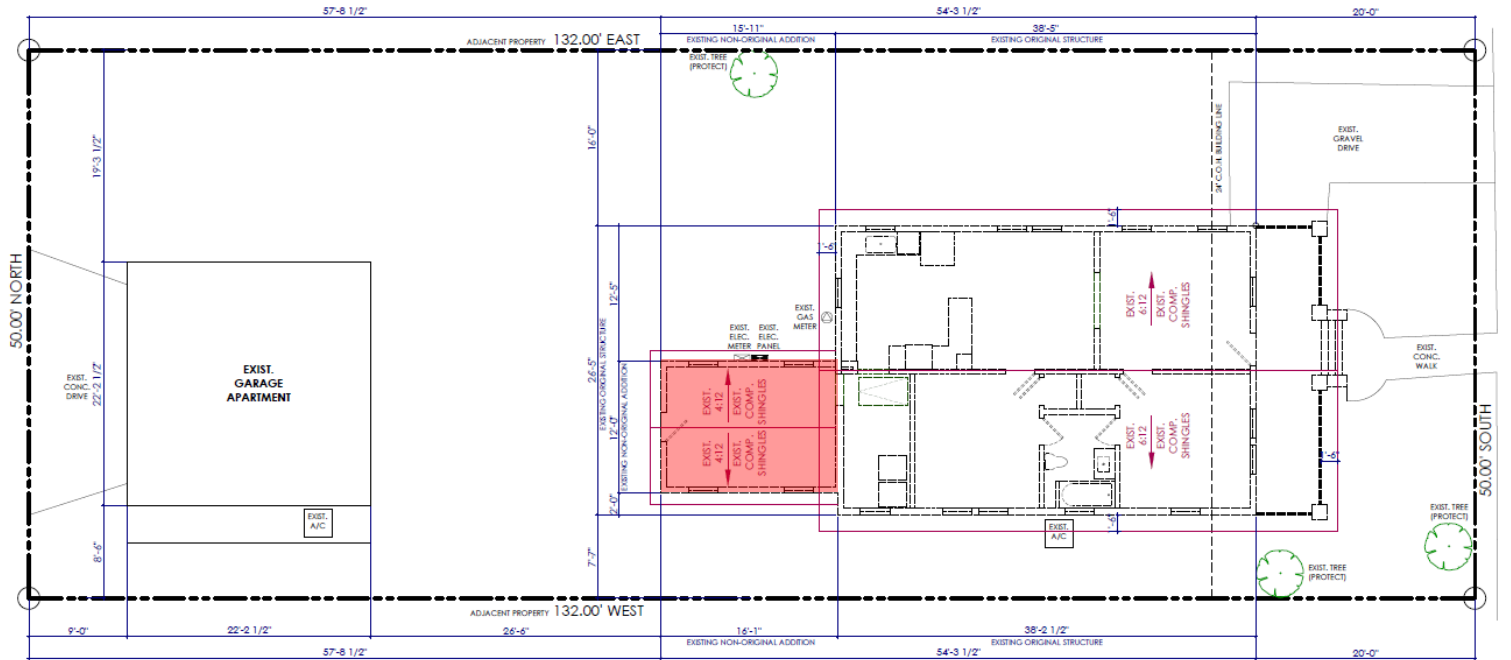 57'-8 1/2"
54'-3 1/2"
20'-0"
15'-11"
38'-5"
ADJACENT PROPERTY 132.00' EAST
EXISTING NON-ORIGINAL ADDITION
EXISTING ORIGINAL STRUCTURE
EXIST. TREE
(PROTECT)
19'-3 1/2"
16'-0"
24' C.O.H. BUILDING LINE
EXIST.
GRAVEL
DRIVE
1'-6"
1'-6"
50.00' NORTH
12'-5"
EXIST.
GAS
METER
EXIST.
6:12
EXIST.
COMP.
SHINGLES
EXIST.
ELEC.
METER
EXIST.
ELEC.
PANEL
EXISTING ORIGINAL STRUCTURE
26'-5"
EXIST.
CONC.
WALK
EXIST.
CONC.
DRIVE
22'-2 1/2"
EXIST.
GARAGE
APARTMENT
12'-0"
EXISTING NON-ORIGINAL ADDITION
EXIST.
4:12
EXIST.
COMP.
SHINGLES
EXIST.
4:12
EXIST.
COMP.
SHINGLES
EXIST.
6:12
EXIST.
COMP.
SHINGLES
1'-6"
50.00' SOUTH
2'-0"
EXIST.
A/C
EXIST.
A/C
1'-6"
EXIST. TREE
(PROTECT)
8'-6"
7'-7"
EXIST. TREE
(PROTECT)
ADJACENT PROPERTY 132.00' WEST
9'-0"
22'-2 1/2"
26'-6"
16'-1"
38'-2 1/2"
EXISTING NON-ORIGINAL ADDITION
EXISTING ORIGINAL STRUCTURE
57'-8 1/2"
54'-3 1/2"
20'-0"